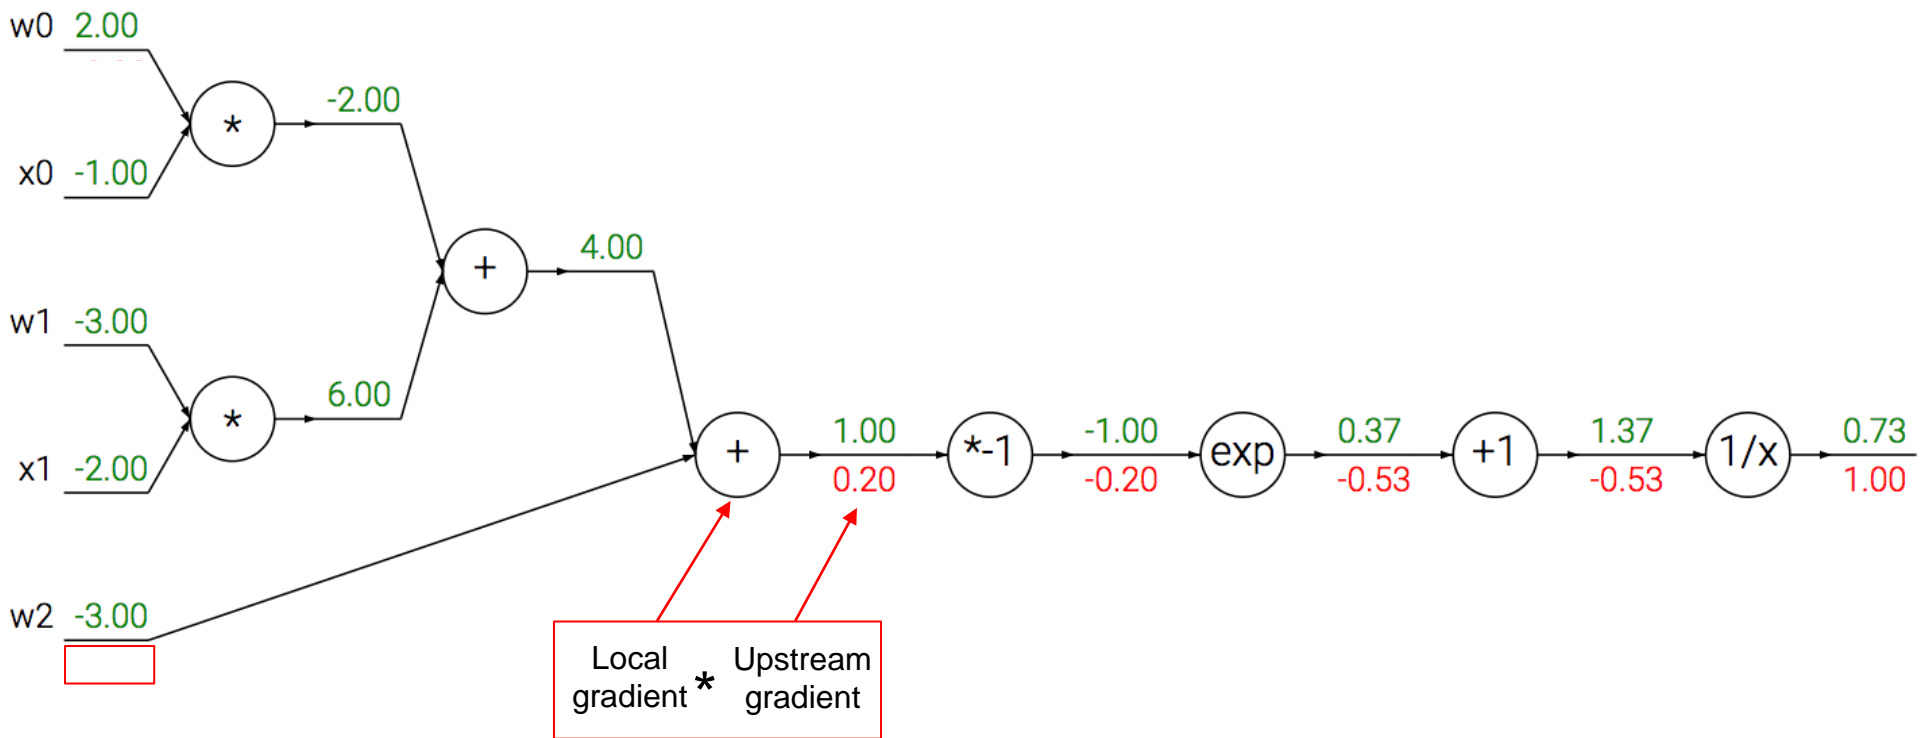 w0 2.00
-2.00
*
x0 -1.00
4.00
+
w1 -3.00
6.00
*
x1 -2.00
1.00 -1.00 0.37 1.37 0.73
+ *-1 exp +1 1/x
0.20 -0.20 -0.53 -0.53 1.00
w2 -3.00
Local * Upstream
gradient gradient